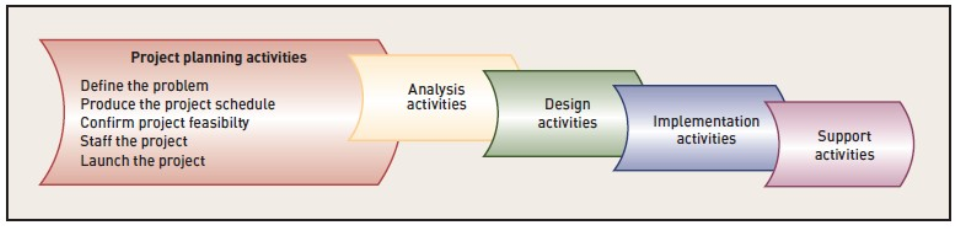 Project planning activities
Define the problem
Produce the project schedule
Confirm project feasibilty
Staff the project
Launch the project
Analysis
activities
Design
activities
Implementation
activities
Support
activities